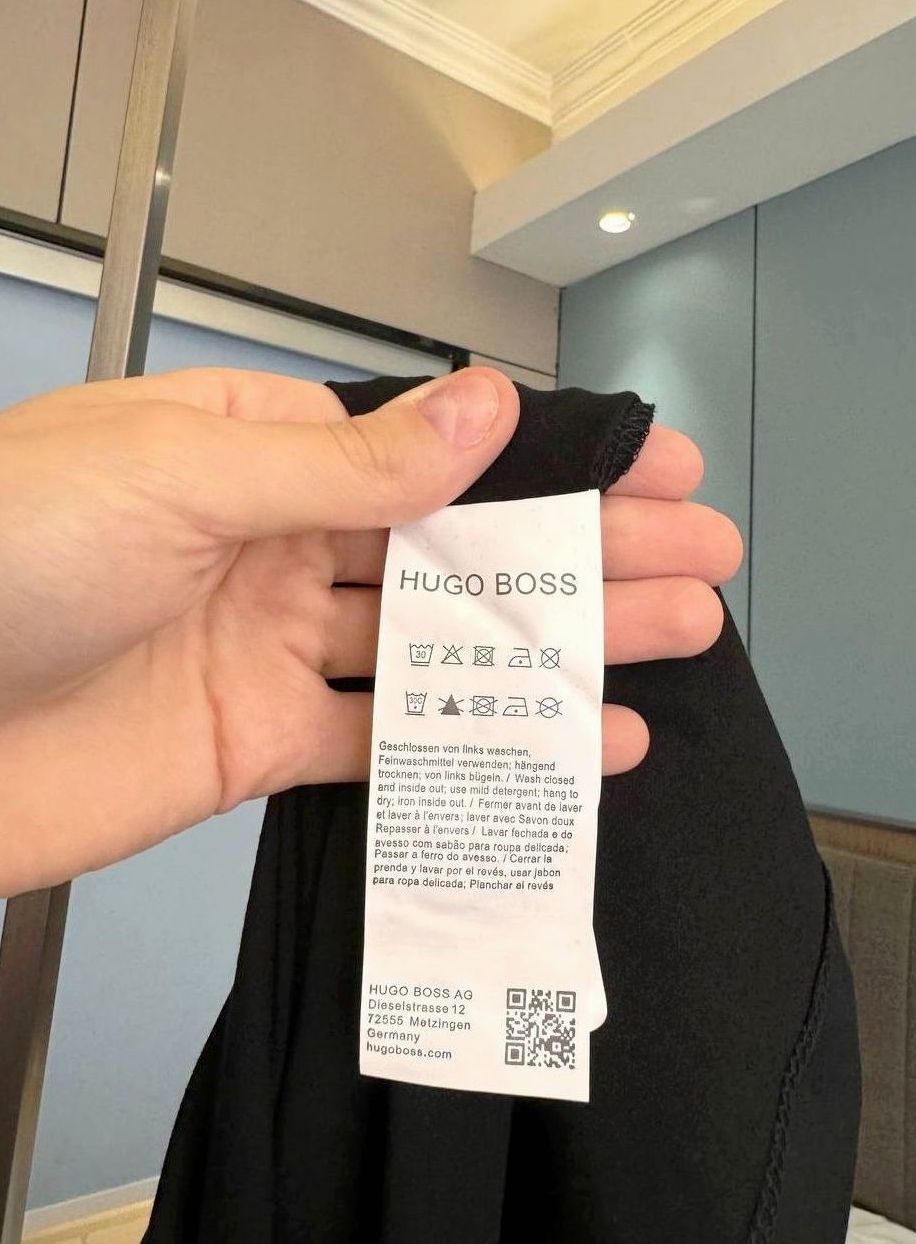 HUGO BOSS
30
30C
Geschlossen von links waschen,
Feinwaschmittel verwenden; hängend
trocknen; von links bügeln. / Wash closed
and inside out; use mild detergent; hang to
dry; iron inside out. / Fermer avant de laver
et laver à l'envers; laver avec Savon doux
Repasser à l'envers / Lavar fechada e do
avesso com sabão para roupa delicada;
Passar a ferro do avesso. / Cerrar la
prenda y lavar por el revés, usar jabon
para ropa delicada; Planchar al revés
HUGO BOSS AG
Dieselstrasse 12
72555 Metzingen
Germany
hugoboss.com